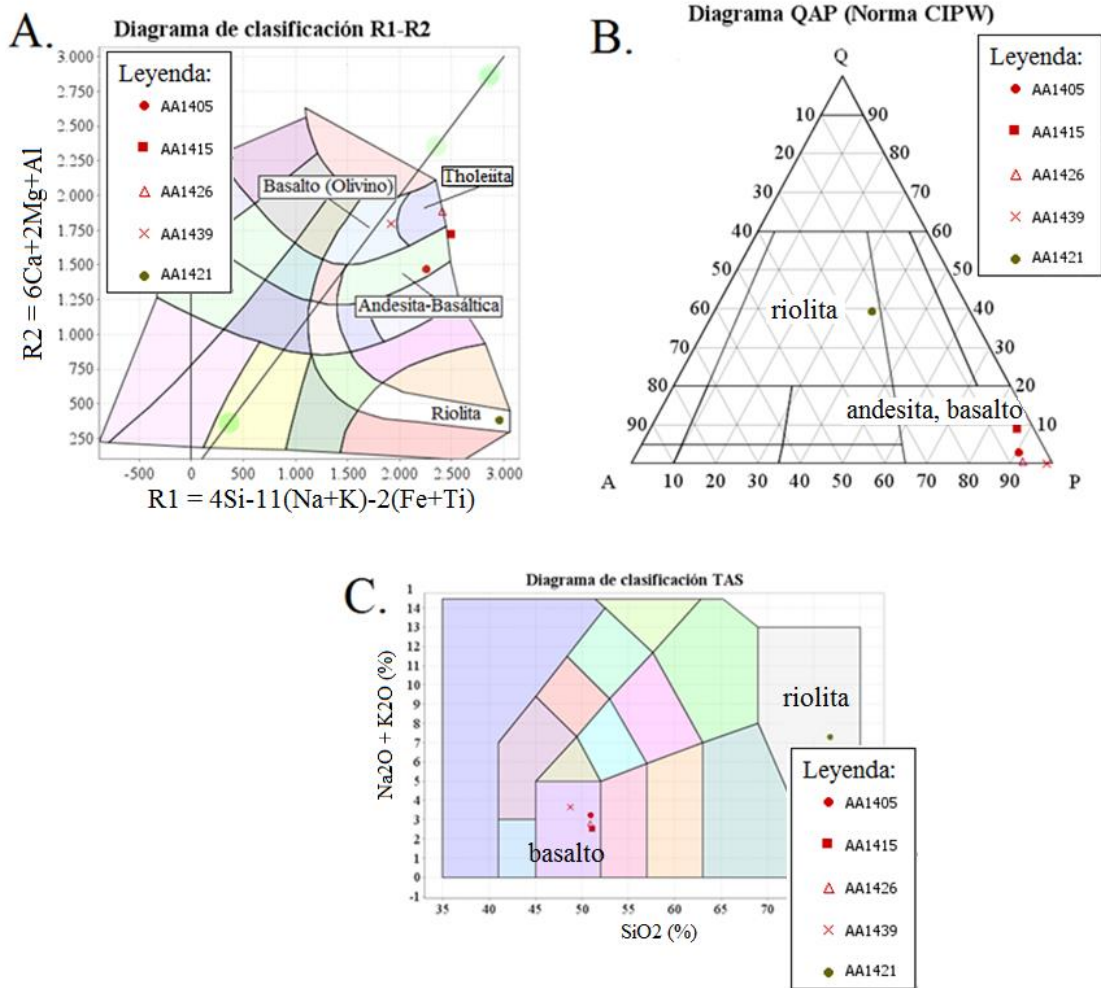 A.
Diagrama de clasificación R1-R2
3.000
2.750
2.500
2.250
2.000
1.750
1.500
1.250
1.000
750
500
250
R2 = 6Ca+2Mg+Al
Leyenda:
AA1405
AA1415
AA1426
AA1439
AA1421
Basalto (Olivino)
Tholeiita
Andesita-Basáltica
Riolita
-500 0 500 1.000 1.500 2.000 2.500 3.000
R1 = 4Si-11(Na+K)-2(Fe+Ti)
B.
Diagrama QAP (Norma CIPW)
Q
10 90
20 80
30 70
40 60
50 50
60 40
70 30
80 20
90 10
riolita
andesita, basalto
A 10 20 30 40 50 60 70 80 90 P
Leyenda:
AA1405
AA1415
AA1426
AA1439
AA1421
C.
Diagrama de clasificación TAS
1
14
13
12
11
10
9
8
7
6
5
4
3
2
1
0
-1
Na2O + K2O (%)
riolita
basalto
35 40 45 50 55 60 65 70
SiO2 (%)
Leyenda:
AA1405
AA1415
AA1426
AA1439
AA1421